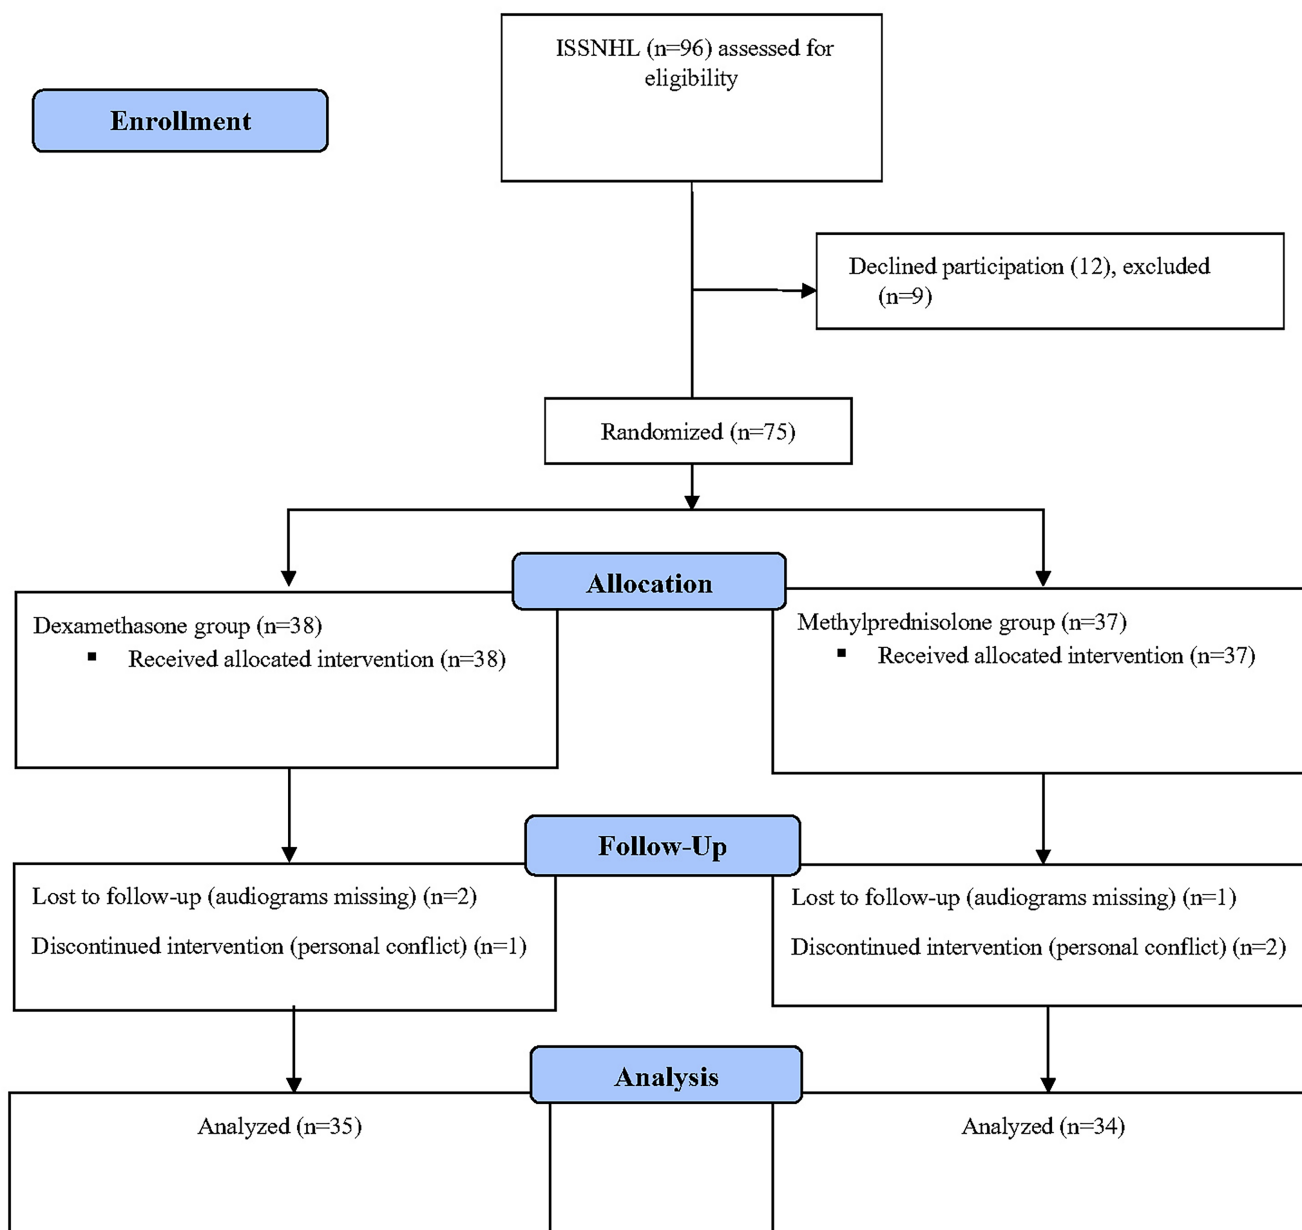 ISSNHL (n=96) assessed for
eligibility
Enrollment
Declined participation (12), excluded
(n=9)
Randomized (n=75)
Allocation
Dexamethasone group (n=38)
▪ Received allocated intervention (n=38)
Methylprednisolone group (n=37)
▪ Received allocated intervention (n=37)
Follow-Up
Lost to follow-up (audiograms missing) (n=2)
Discontinued intervention (personal conflict) (n=1)
Lost to follow-up (audiograms missing) (n=1)
Discontinued intervention (personal conflict) (n=2)
Analysis
Analyzed (n=35)
Analyzed (n=34)